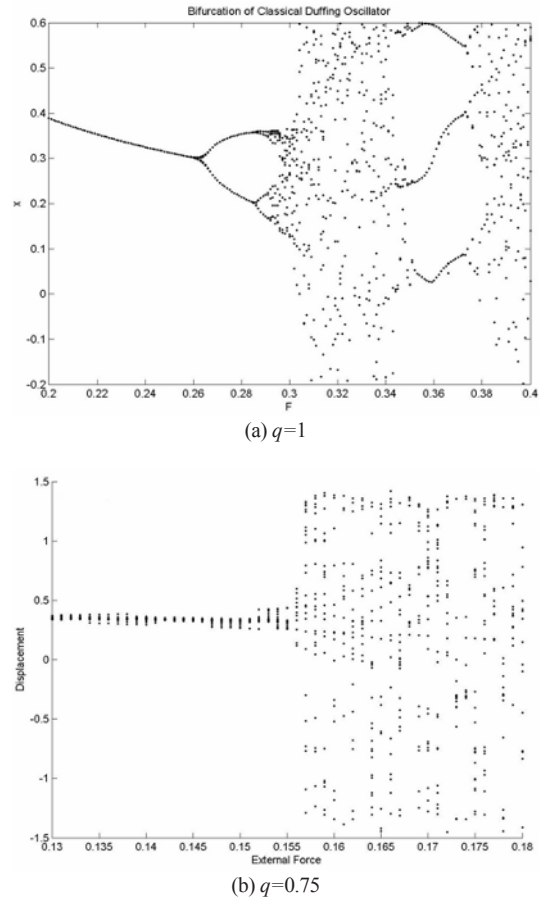 Bifurcation of Classical Duffing Oscillator
0.6
0.5
0.4
0.3
0.2
0.1
0
-0.1
-0.2
x
0.2 0.22 0.24 0.26 0.28 0.3 0.32 0.34 0.36 0.38 0.4
F
(a) q=1
1.5
1
0.5
0
-0.5
-1
-1.5
Displacement
0.13 0.135 0.14 0.145 0.15 0.155 0.16 0.165 0.17 0.175 0.18
External Force
(b) q=0.75